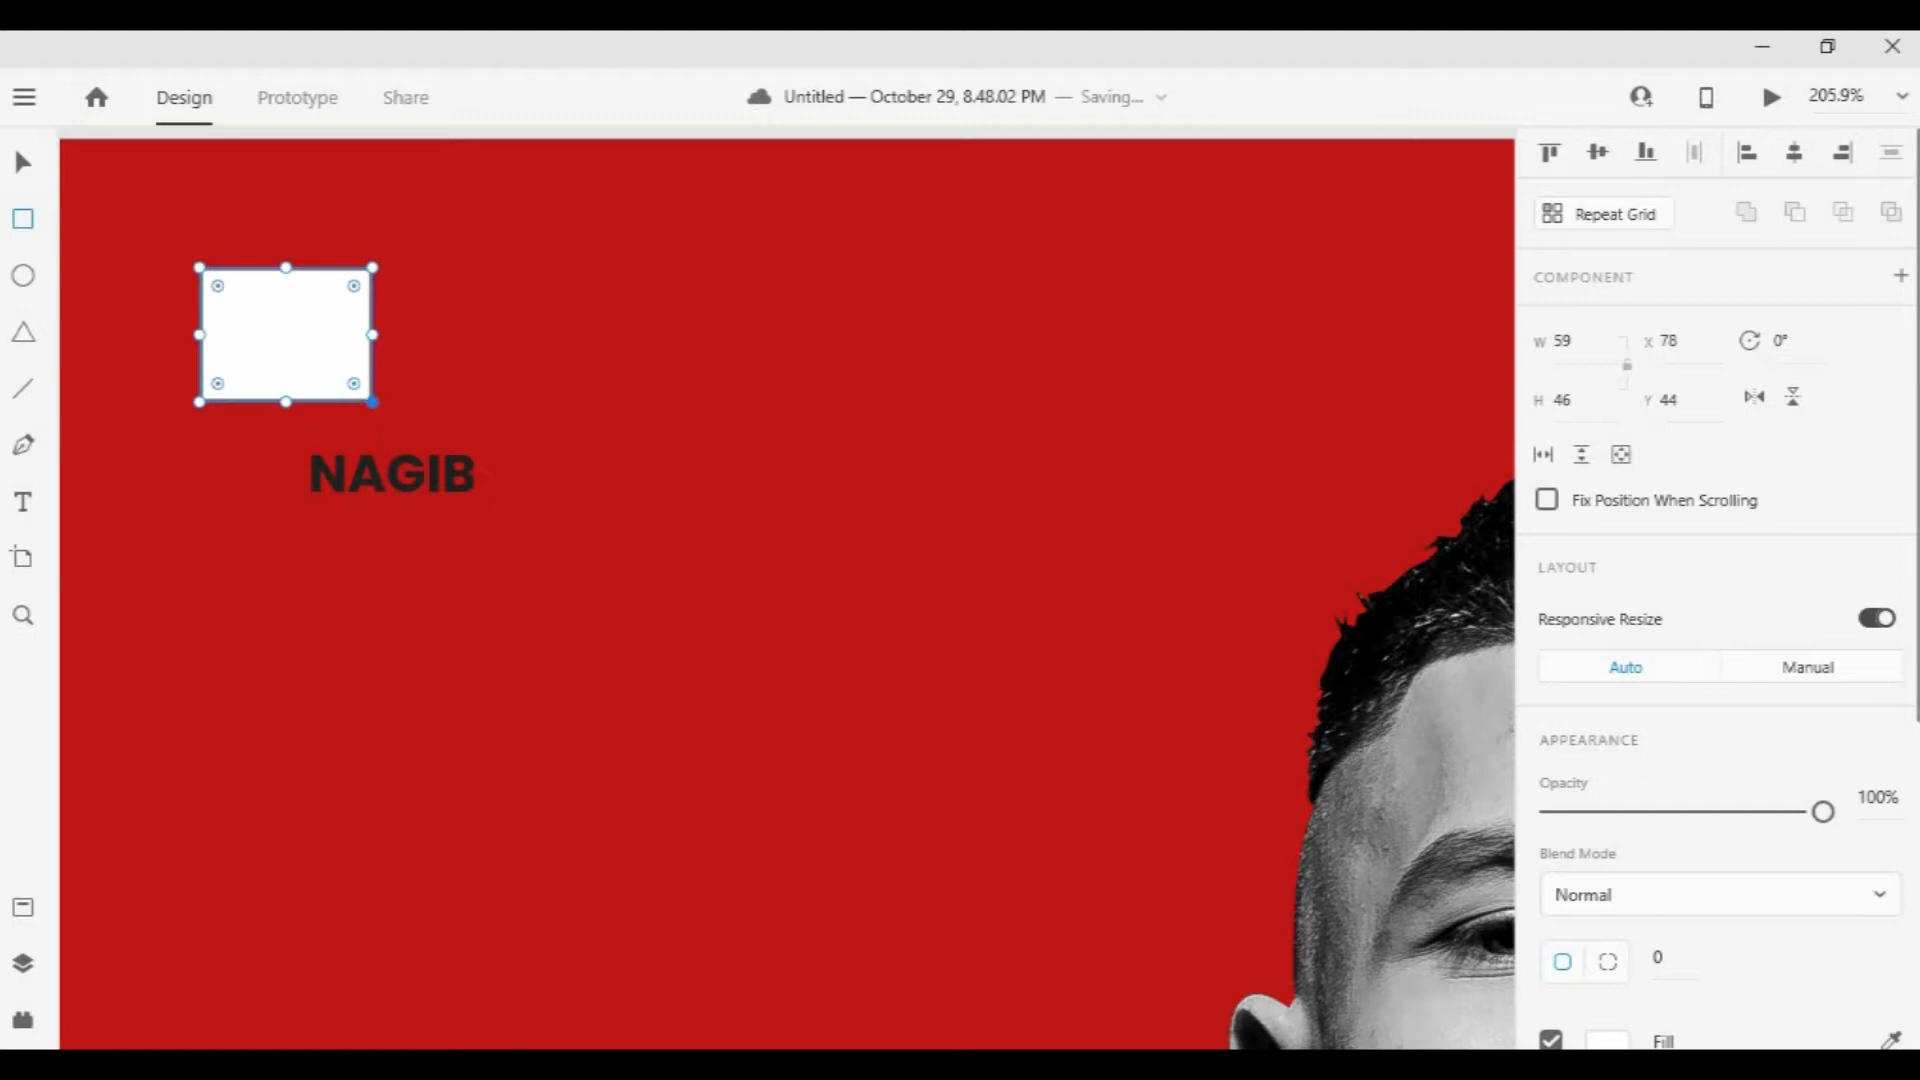 Design Prototype Share Untitled — October 29, 8.48.02 PM — Saving... 205.9%
Repeat Grid
COMPONENT +
W 59 X 78 0°
H 46 Y 44
Fix Position When Scrolling
LAYOUT
Responsive Resize
Auto Manual
APPEARANCE
Opacity
100%
Blend Mode
Normal
0
Fill
T
NAGIB